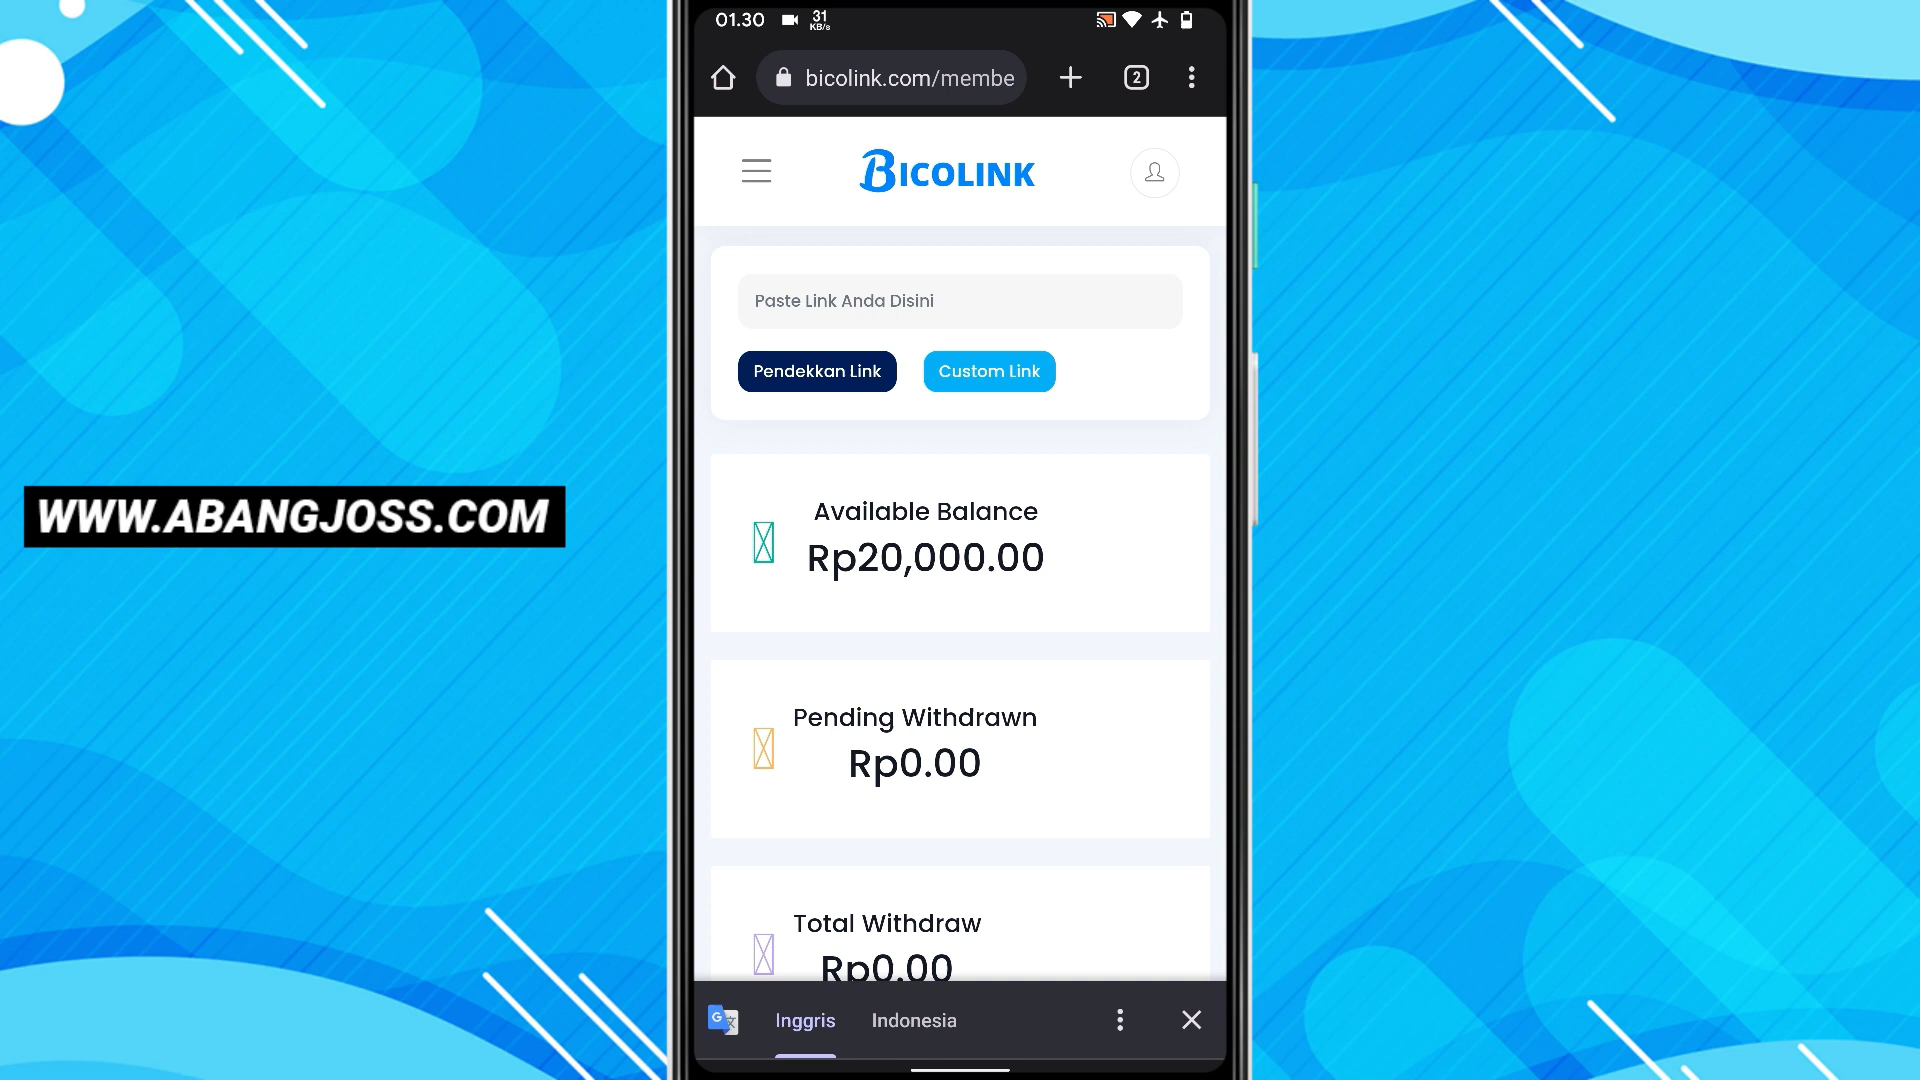 01.30
31
KB/s
bicolink.com/membe
2
BICOLINK
Paste Link Anda Disini
Pendekkan Link
Custom Link
WWW.ABANGJOSS.COM
Available Balance
Rp20,000.00
Pending Withdrawn
Rp0.00
Total Withdraw
Rp0.00
G 文
Inggris
Indonesia